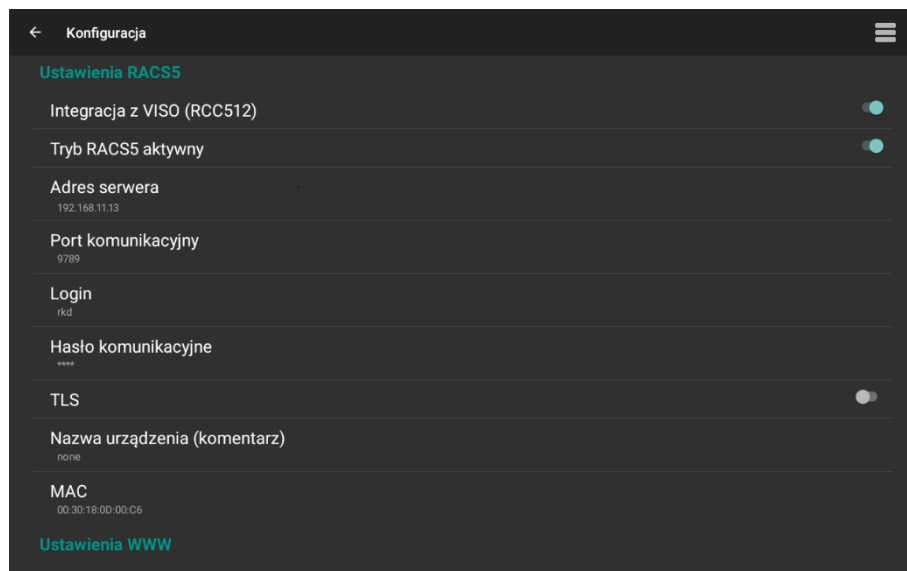 Konfiguracja
Ustawienia RACS5
Integracja z VISO (RCC512)
Tryb RACS5 aktywny
Adres serwera
192.168.11.13
Port komunikacyjny
9789
Login
rkd
Hasło komunikacyjne
****
TLS
Nazwa urządzenia (komentarz)
none
MAC
00:30:18:0D:00:C6
Ustawienia WWW